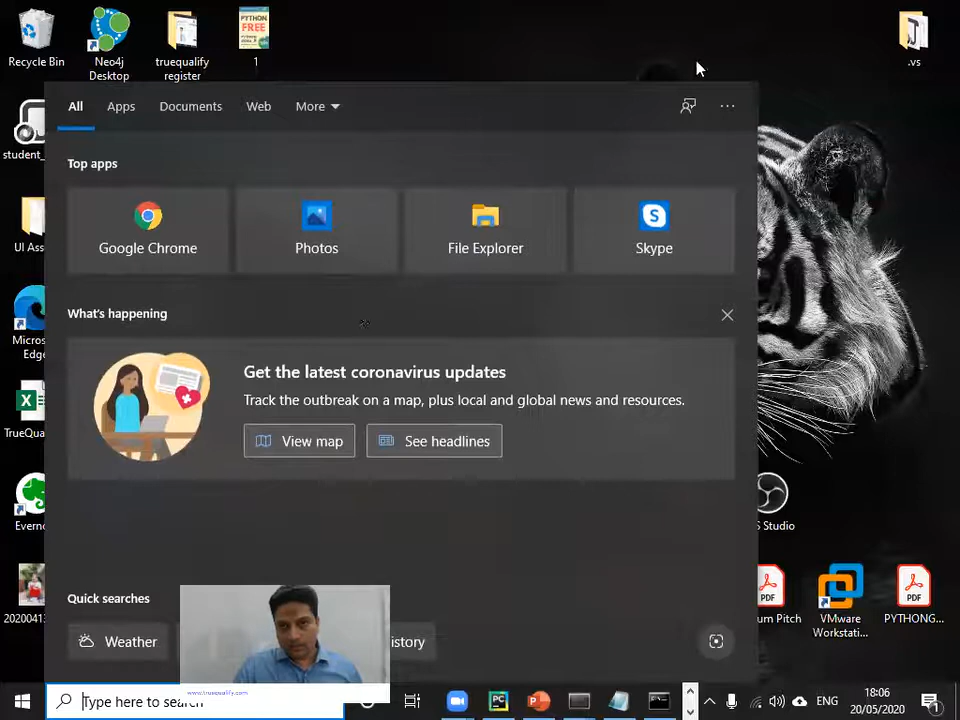 Recycle Bin
Neo4j
Desktop
truequalify
register
PYTHON
FREE
1
.vs
All
Apps
Documents
Web
More
student_
Top apps
Google Chrome
Photos
File Explorer
Skype
UI Ass
What's happening
Micros
Edge
Get the latest coronavirus updates
Track the outbreak on a map, plus local and global news and resources.
View map
See headlines
TrueQua
Everno
S Studio
Quick searches
Weather
istory
20200413
PDF
um Pitch
VMware
Workstati...
PDF
PYTHONG...
www.truequalify.com
Type here to search
ENG
18:06
20/05/2020
1